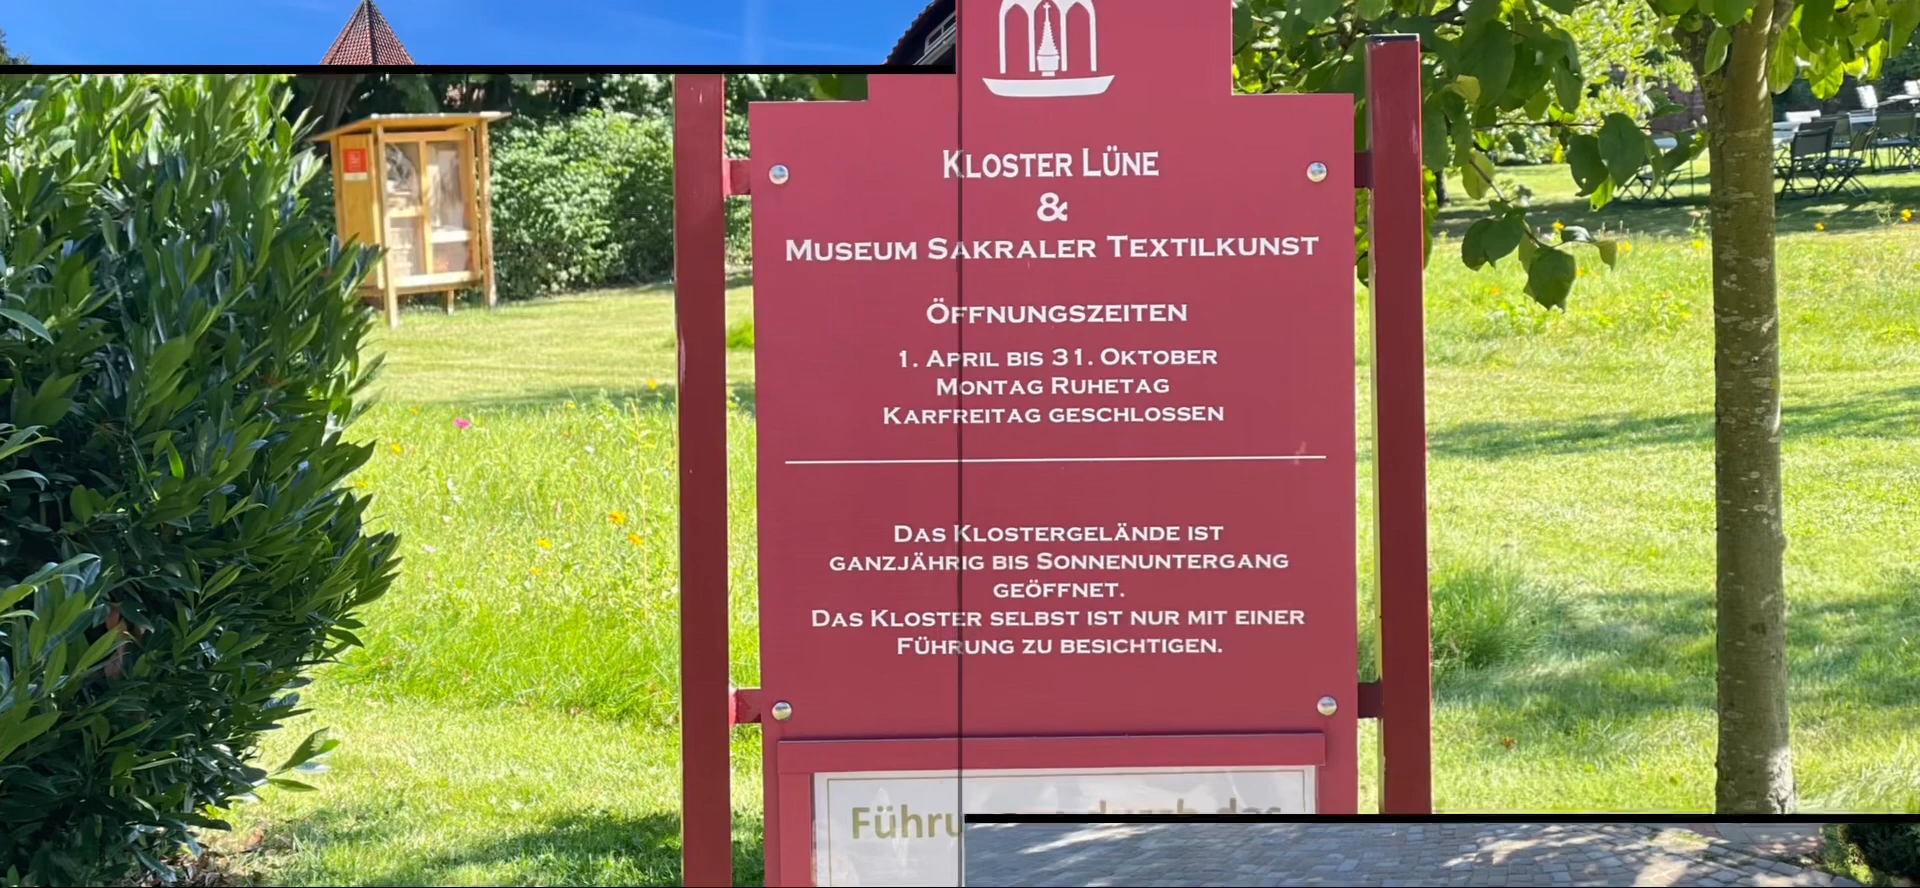 KLOSTER LÜNE
&
MUSEUM SAKRALER TEXTILKUNST
ÖFFNUNGSZEITEN
1. APRIL BIS 31. OKTOBER
MONTAG RUHETAG
KARFREITAG GESCHLOSSEN
DAS KLOSTERGELÄNDE IST
GANZJÄHRIG BIS SONNENUNTERGANG
GEÖFFNET.
DAS KLOSTER SELBST IST NUR MIT EINER
FÜHRUNG ZU BESICHTIGEN.